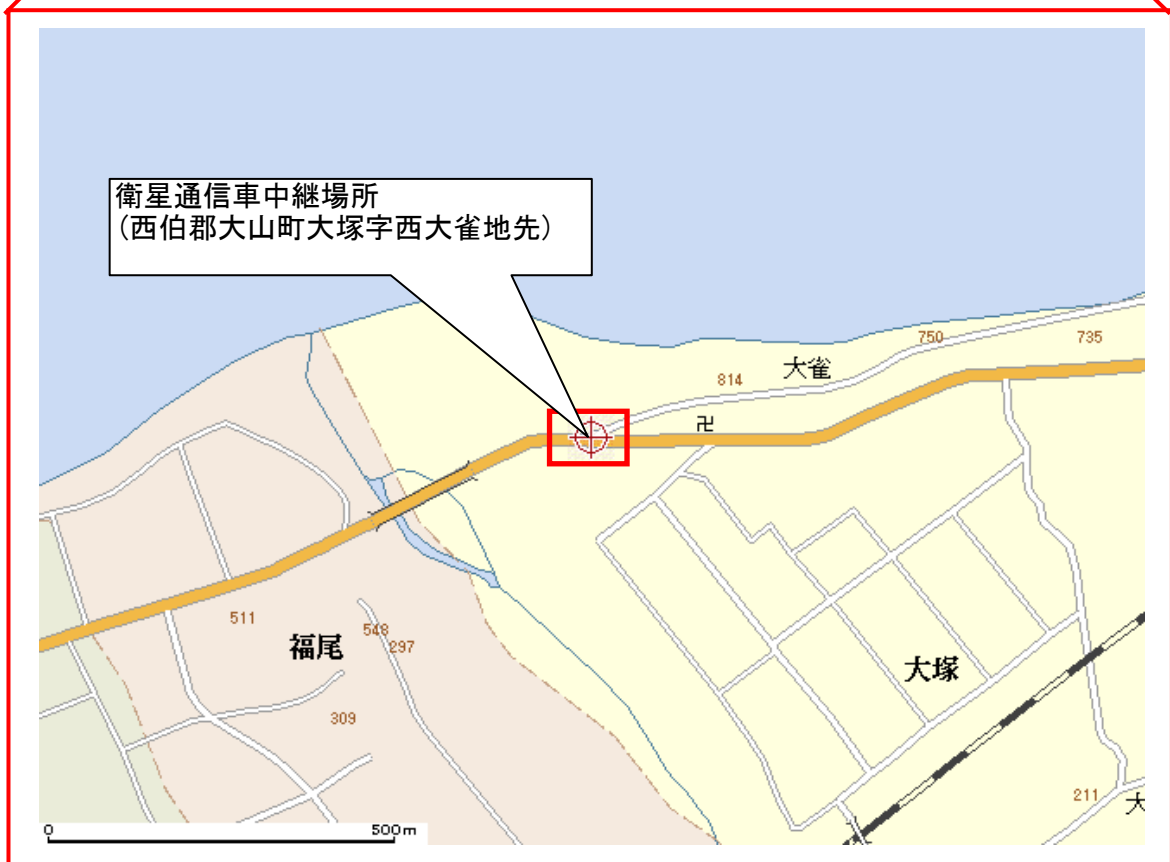 衛星通信車中継場所
（西伯郡大山町大塚字西大雀地先）
750
735
大雀
814
卍
511
548
297
福尾
大塚
309
211
大
0
500m